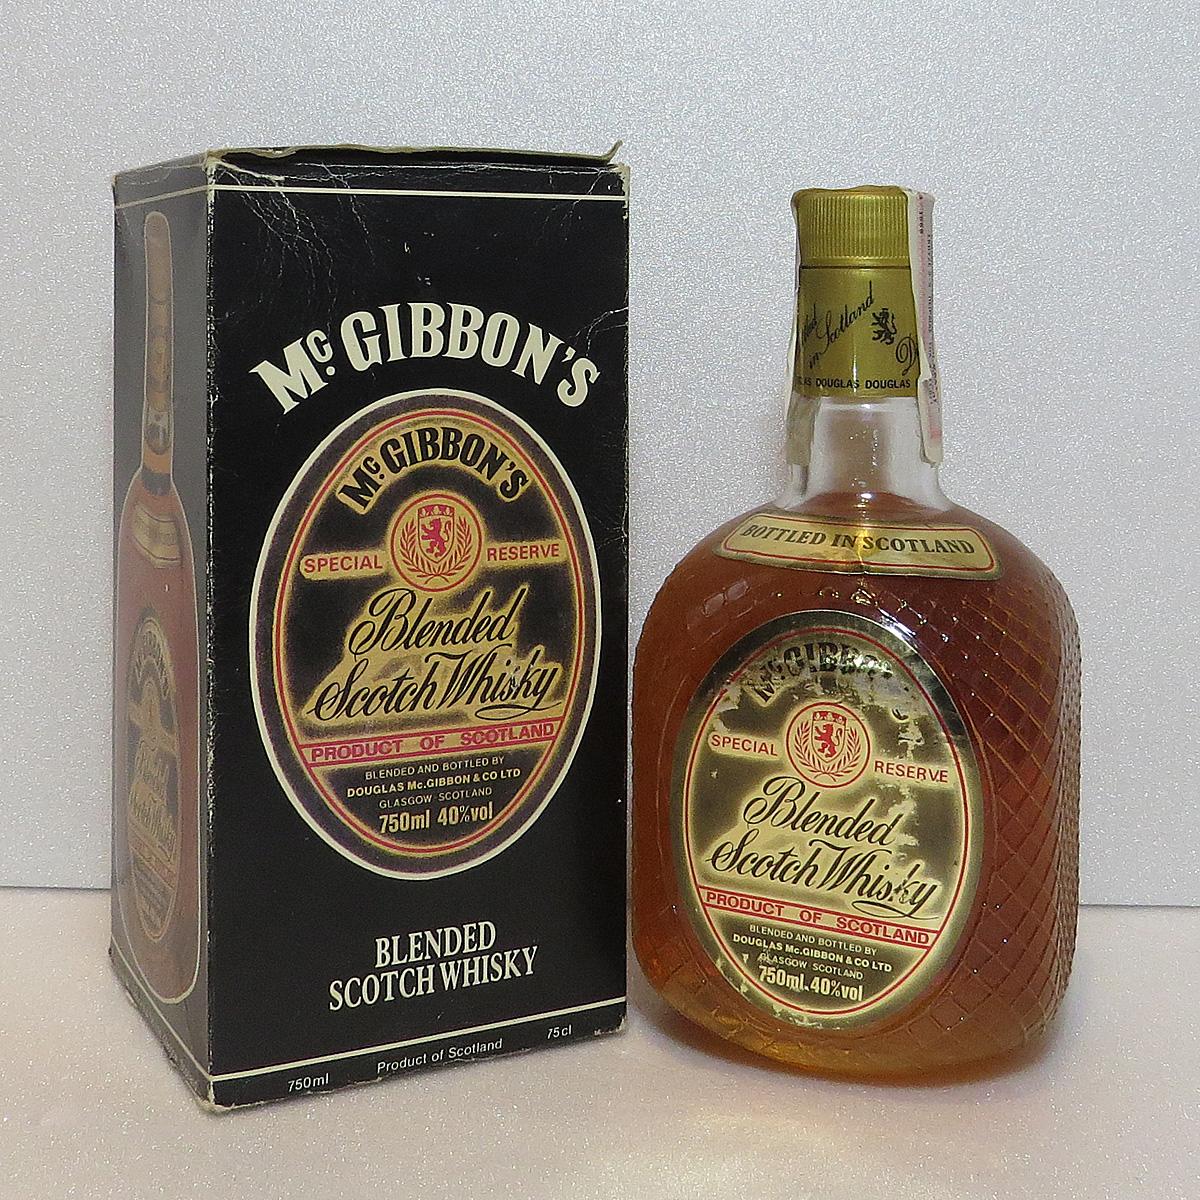 Mc. GIBBON'S
Mc GIBBON'S
SPECIAL RESERVE
Blended
Scotch Whisky
PRODUCT OF SCOTLAND
BLENDED AND BOTTLED BY
DOUGLAS Mc.GIBBON & CO LTD
GLASGOW SCOTLAND
750ml 40%vol
BLENDED
SCOTCH WHISKY
750ml Product of Scotland 75cl
in Scotland
DOUGLAS DOUGLAS
BOTTLED IN SCOTLAND
McGIBBON
SPECIAL RESERVE
Blended
Scotch Whisky
PRODUCT OF SCOTLAND
BLENDED AND BOTTLED BY
DOUGLAS Mc.GIBBON & CO LTD
GLASGOW SCOTLAND
750ml 40%vol